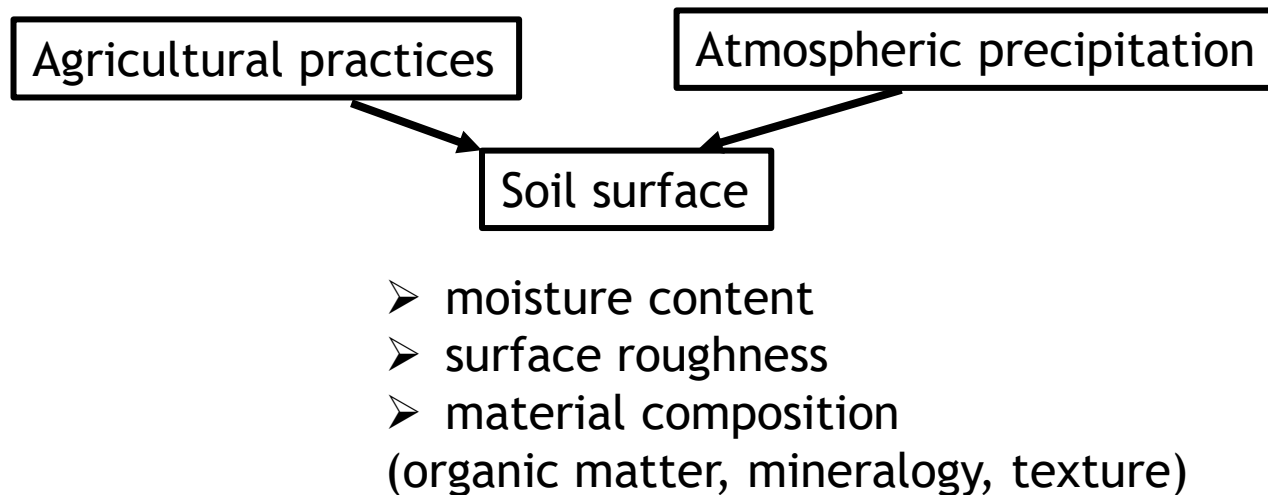 Agricultural practices
Atmospheric precipitation
Soil surface
➢ moisture content
➢ surface roughness
➢ material composition
(organic matter, mineralogy, texture)